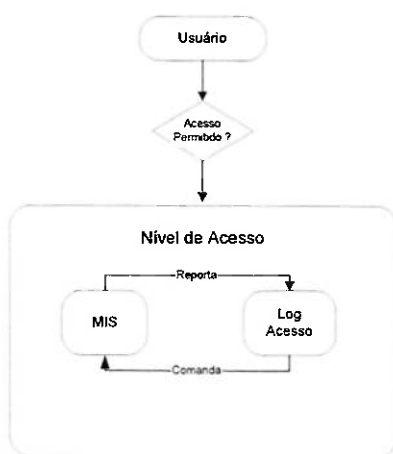 Usuário
Acesso
Permitido ?
Nível de Acesso
Reporta
MIS
Log
Acesso
Comanda